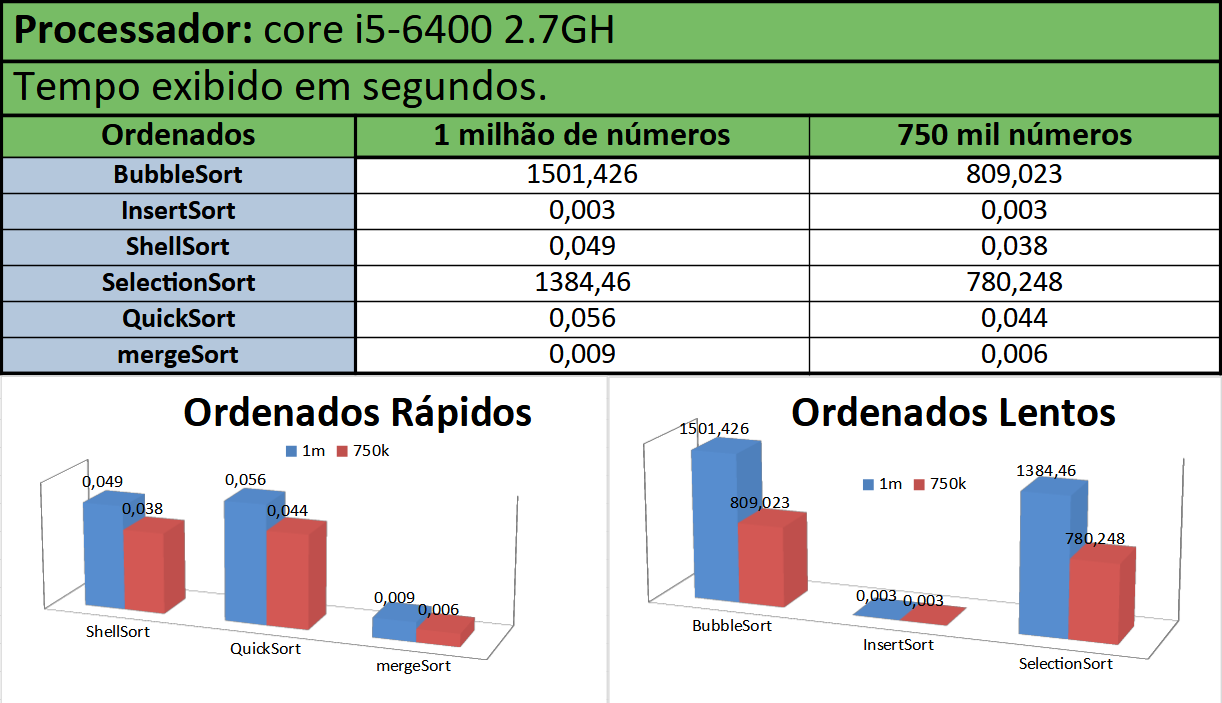 Processador: core i5-6400 2.7GH
Tempo exibido em segundos.
Ordenados 1 milhão de números 750 mil números
BubbleSort 1501,426 809,023
InsertSort 0,003 0,003
ShellSort 0,049 0,038
SelectionSort 1384,46 780,248
QuickSort 0,056 0,044
mergeSort 0,009 0,006
Ordenados Rápidos
1m 750k
0,049
0,038
0,056
0,044
0,009
0,006
ShellSort
QuickSort
mergeSort
Ordenados Lentos
1501,426
1m 750k
809,023
1384,46
780,248
0,003
0,003
BubbleSort
InsertSort
SelectionSort